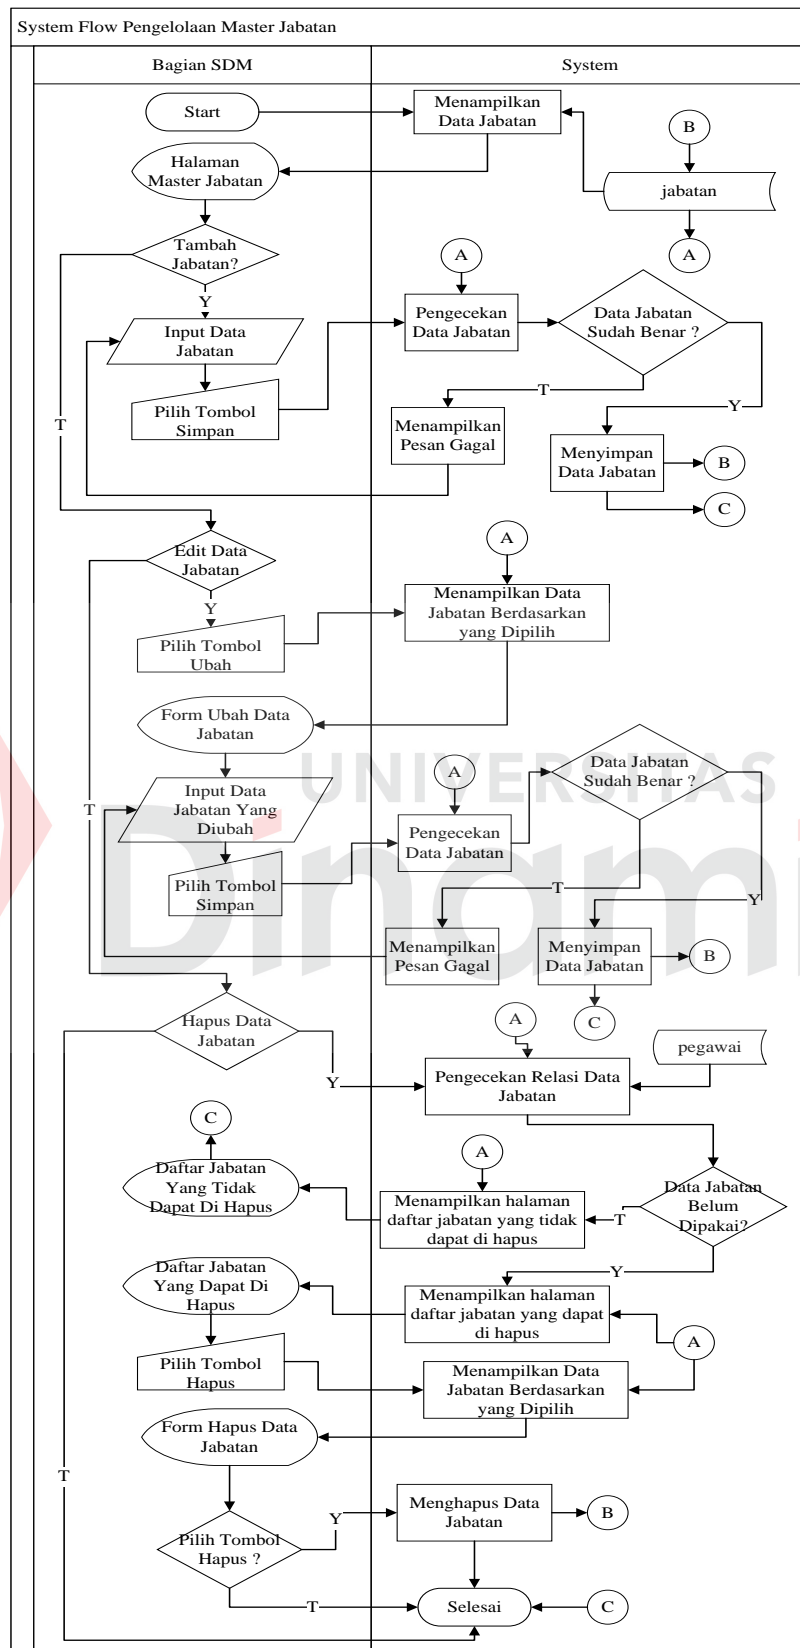 System Flow Pengelolaan Master Jabatan
Bagian SDM
System
Start
Menampilkan
Data Jabatan
B
Halaman
Master Jabatan
jabatan
Tambah
Jabatan?
A
A
Y
Input Data
Jabatan
Pengecekan
Data Jabatan
Data Jabatan
Sudah Benar ?
T
Y
Pilih Tombol
Simpan
T
Menampilkan
Pesan Gagal
Menyimpan
Data Jabatan
B
C
Edit Data
Jabatan
A
Y
Menampilkan Data
Jabatan Berdasarkan
yang Dipilih
Pilih Tombol
Ubah
Form Ubah Data
Jabatan
UNIVERSITAS
Dinami
A
Data Jabatan
Sudah Benar ?
Input Data
Jabatan Yang
Diubah
T
Pengecekan
Data Jabatan
Pilih Tombol
Simpan
T
Y
Menampilkan
Pesan Gagal
Menyimpan
Data Jabatan
B
C
Hapus Data
Jabatan
A
pegawai
Y
Pengecekan Relasi Data
Jabatan
C
A
Daftar Jabatan
Yang Tidak
Dapat Di Hapus
Menampilkan halaman
daftar jabatan yang tidak
dapat di hapus
T
Data Jabatan
Belum
Dipakai?
Y
Daftar Jabatan
Yang Dapat Di
Hapus
Menampilkan halaman
daftar jabatan yang dapat
di hapus
A
Pilih Tombol
Hapus
Menampilkan Data
Jabatan Berdasarkan
yang Dipilih
Form Hapus Data
Jabatan
T
Pilih Tombol
Hapus ?
Y
Menghapus Data
Jabatan
B
T
Selesai
C